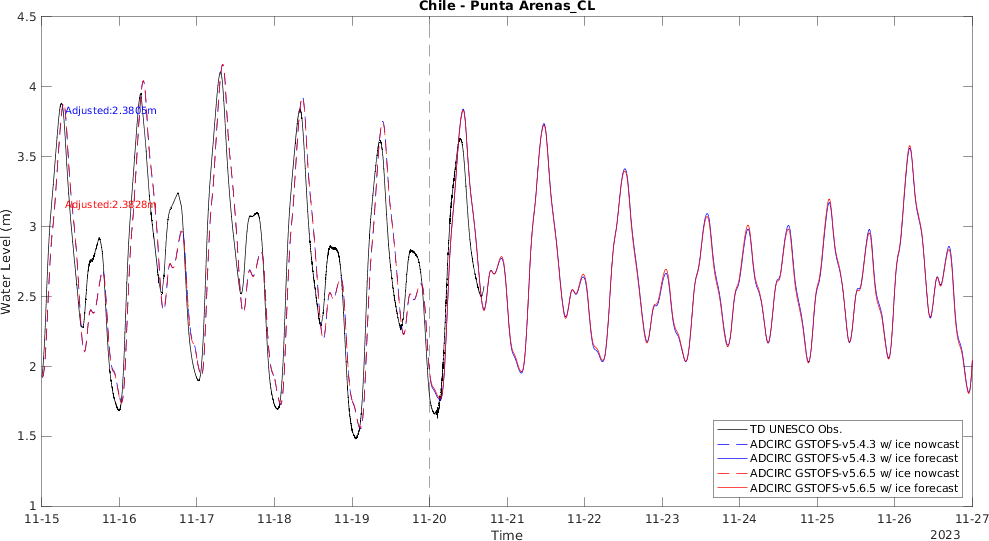 Chile - Punta Arenas_CL
4.5
4
3.5
3
2.5
2
1.5
1
Water Level (m)
Adjusted:2.3805m
Adjusted:2.3828m
TD UNESCO Obs.
ADCIRC GSTOFS-v5.4.3 w/ ice nowcast
ADCIRC GSTOFS-v5.4.3 w/ ice forecast
ADCIRC GSTOFS-v5.6.5 w/ ice nowcast
ADCIRC GSTOFS-v5.6.5 w/ ice forecast
11-15 11-16 11-17 11-18 11-19 11-20 11-21 11-22 11-23 11-24 11-25 11-26 11-27
Time
2023